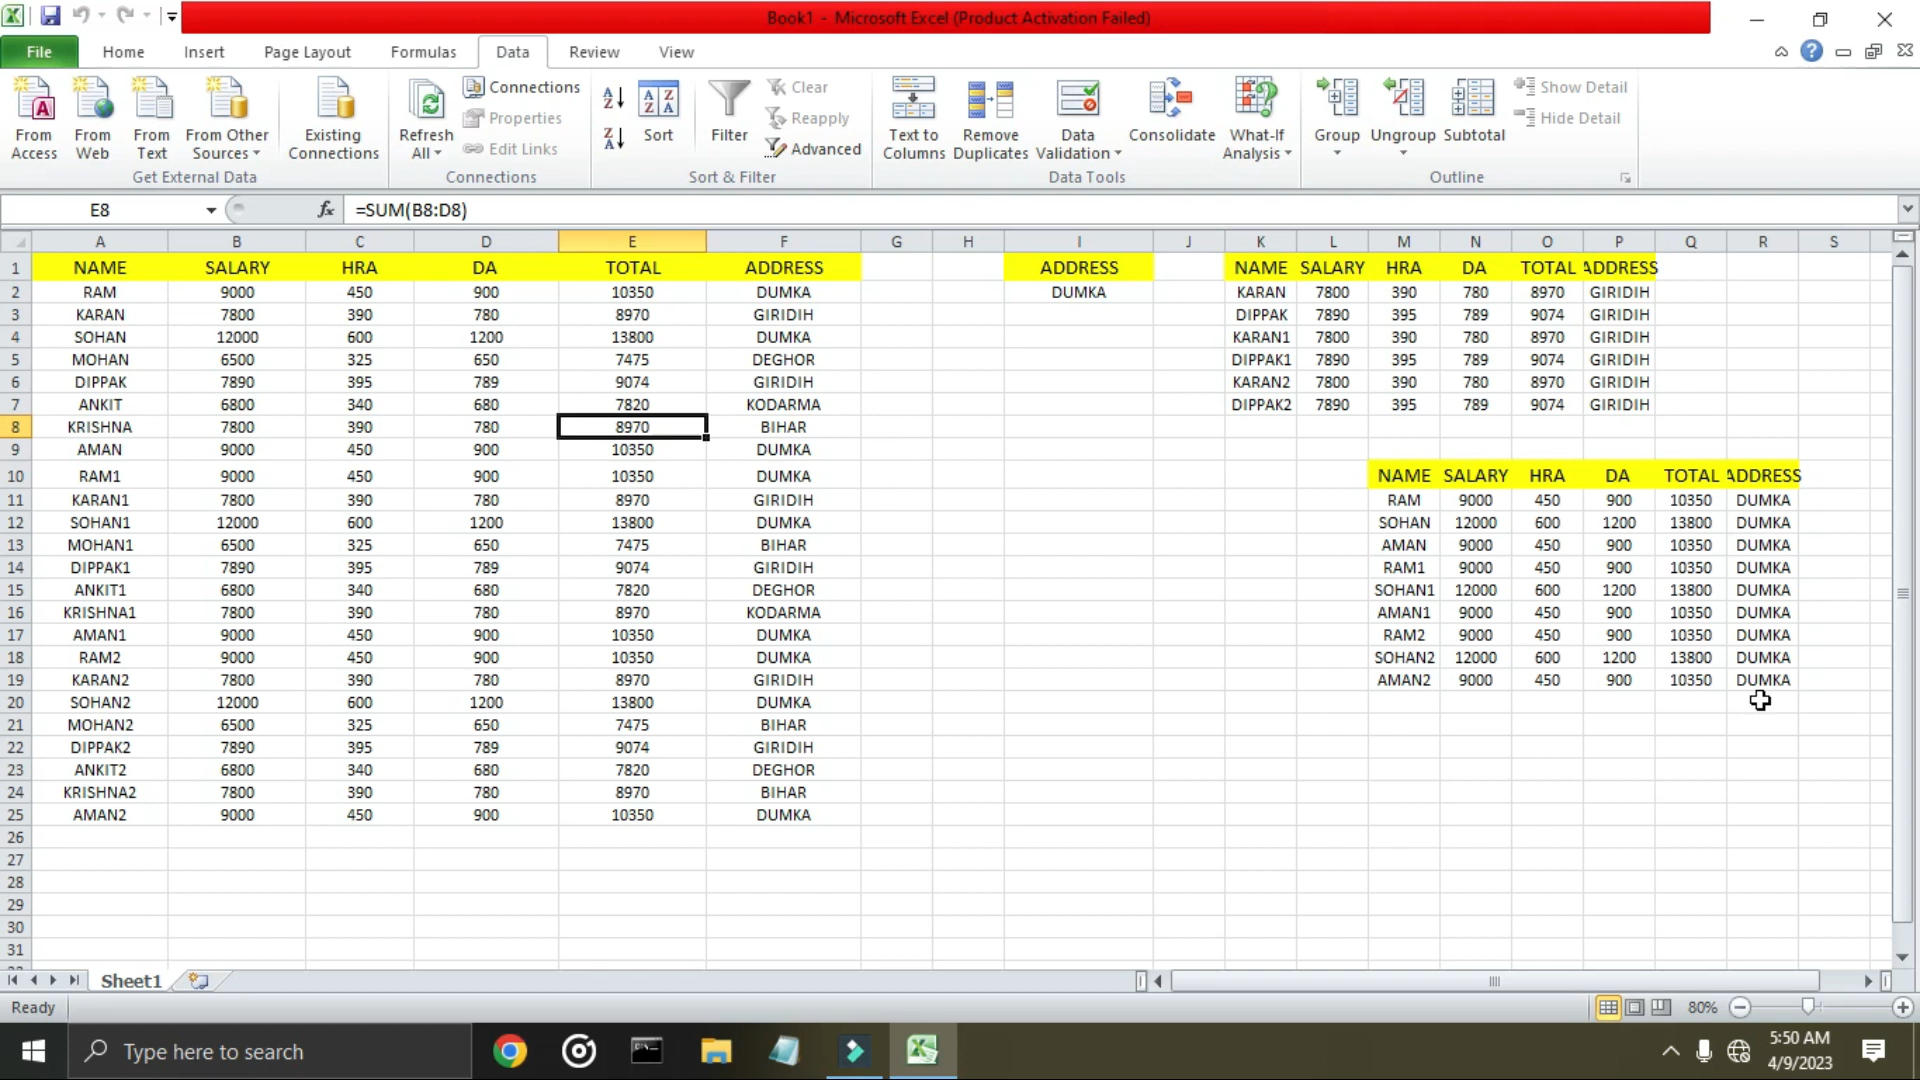 Book1 - Microsoft Excel (Product Activation Failed)
File Home Insert Page Layout Formulas Data Review View
From Access From Web From Text From Other Sources Existing Connections Refresh All Connections Properties Edit Links Sort Filter Clear Reapply Advanced Text to Columns Remove Duplicates Data Validation Consolidate What-If Analysis Group Ungroup Subtotal Show Detail Hide Detail
Get External Data Connections Sort & Filter Data Tools Outline
E8 fx =SUM(B8:D8)
A B C D E F G H I J K L M N O P Q R S
1 NAME SALARY HRA DA TOTAL ADDRESS ADDRESS NAME SALARY HRA DA TOTAL ADDRESS
2 RAM 9000 450 900 10350 DUMKA DUMKA KARAN 7800 390 780 8970 GIRIDIH
3 KARAN 7800 390 780 8970 GIRIDIH DIPPAK 7890 395 789 9074 GIRIDIH
4 SOHAN 12000 600 1200 13800 DUMKA KARAN1 7800 390 780 8970 GIRIDIH
5 MOHAN 6500 325 650 7475 DEGHOR DIPPAK1 7890 395 789 9074 GIRIDIH
6 DIPPAK 7890 395 789 9074 GIRIDIH KARAN2 7800 390 780 8970 GIRIDIH
7 ANKIT 6800 340 680 7820 KODARMA DIPPAK2 7890 395 789 9074 GIRIDIH
8 KRISHNA 7800 390 780 8970 BIHAR
9 AMAN 9000 450 900 10350 DUMKA
10 RAM1 9000 450 900 10350 DUMKA NAME SALARY HRA DA TOTAL ADDRESS
11 KARAN1 7800 390 780 8970 GIRIDIH RAM 9000 450 900 10350 DUMKA
12 SOHAN1 12000 600 1200 13800 DUMKA SOHAN 12000 600 1200 13800 DUMKA
13 MOHAN1 6500 325 650 7475 BIHAR AMAN 9000 450 900 10350 DUMKA
14 DIPPAK1 7890 395 789 9074 GIRIDIH RAM1 9000 450 900 10350 DUMKA
15 ANKIT1 6800 340 680 7820 DEGHOR SOHAN1 12000 600 1200 13800 DUMKA
16 KRISHNA1 7800 390 780 8970 KODARMA AMAN1 9000 450 900 10350 DUMKA
17 AMAN1 9000 450 900 10350 DUMKA RAM2 9000 450 900 10350 DUMKA
18 RAM2 9000 450 900 10350 DUMKA SOHAN2 12000 600 1200 13800 DUMKA
19 KARAN2 7800 390 780 8970 GIRIDIH AMAN2 9000 450 900 10350 DUMKA
20 SOHAN2 12000 600 1200 13800 DUMKA
21 MOHAN2 6500 325 650 7475 BIHAR
22 DIPPAK2 7890 395 789 9074 GIRIDIH
23 ANKIT2 6800 340 680 7820 DEGHOR
24 KRISHNA2 7800 390 780 8970 BIHAR
25 AMAN2 9000 450 900 10350 DUMKA
26
27
28
29
30
31
Sheet1
Ready 80%
Type here to search 5:50 AM
4/9/2023